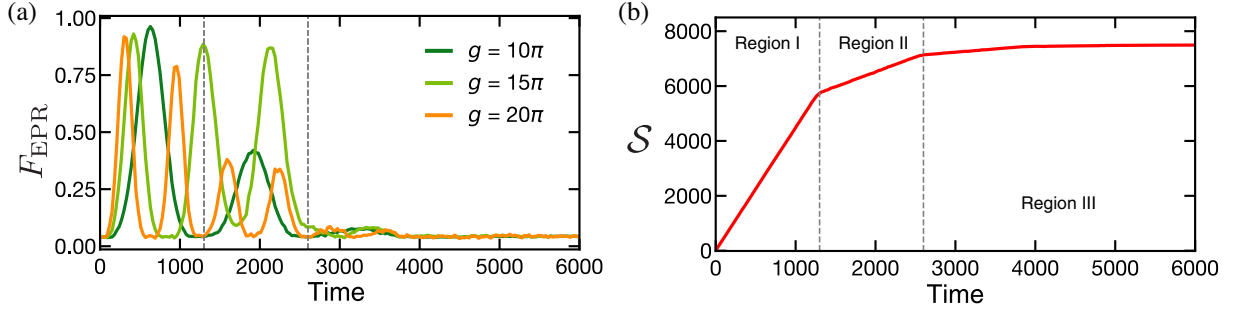 (a)
F_EPR
1.00
0.75
0.50
0.25
0.00
g = 10π
g = 15π
g = 20π
0 1000 2000 3000 4000 5000 6000
Time
(b)
S
8000
6000
4000
2000
0
Region I Region II
Region III
0 1000 2000 3000 4000 5000 6000
Time